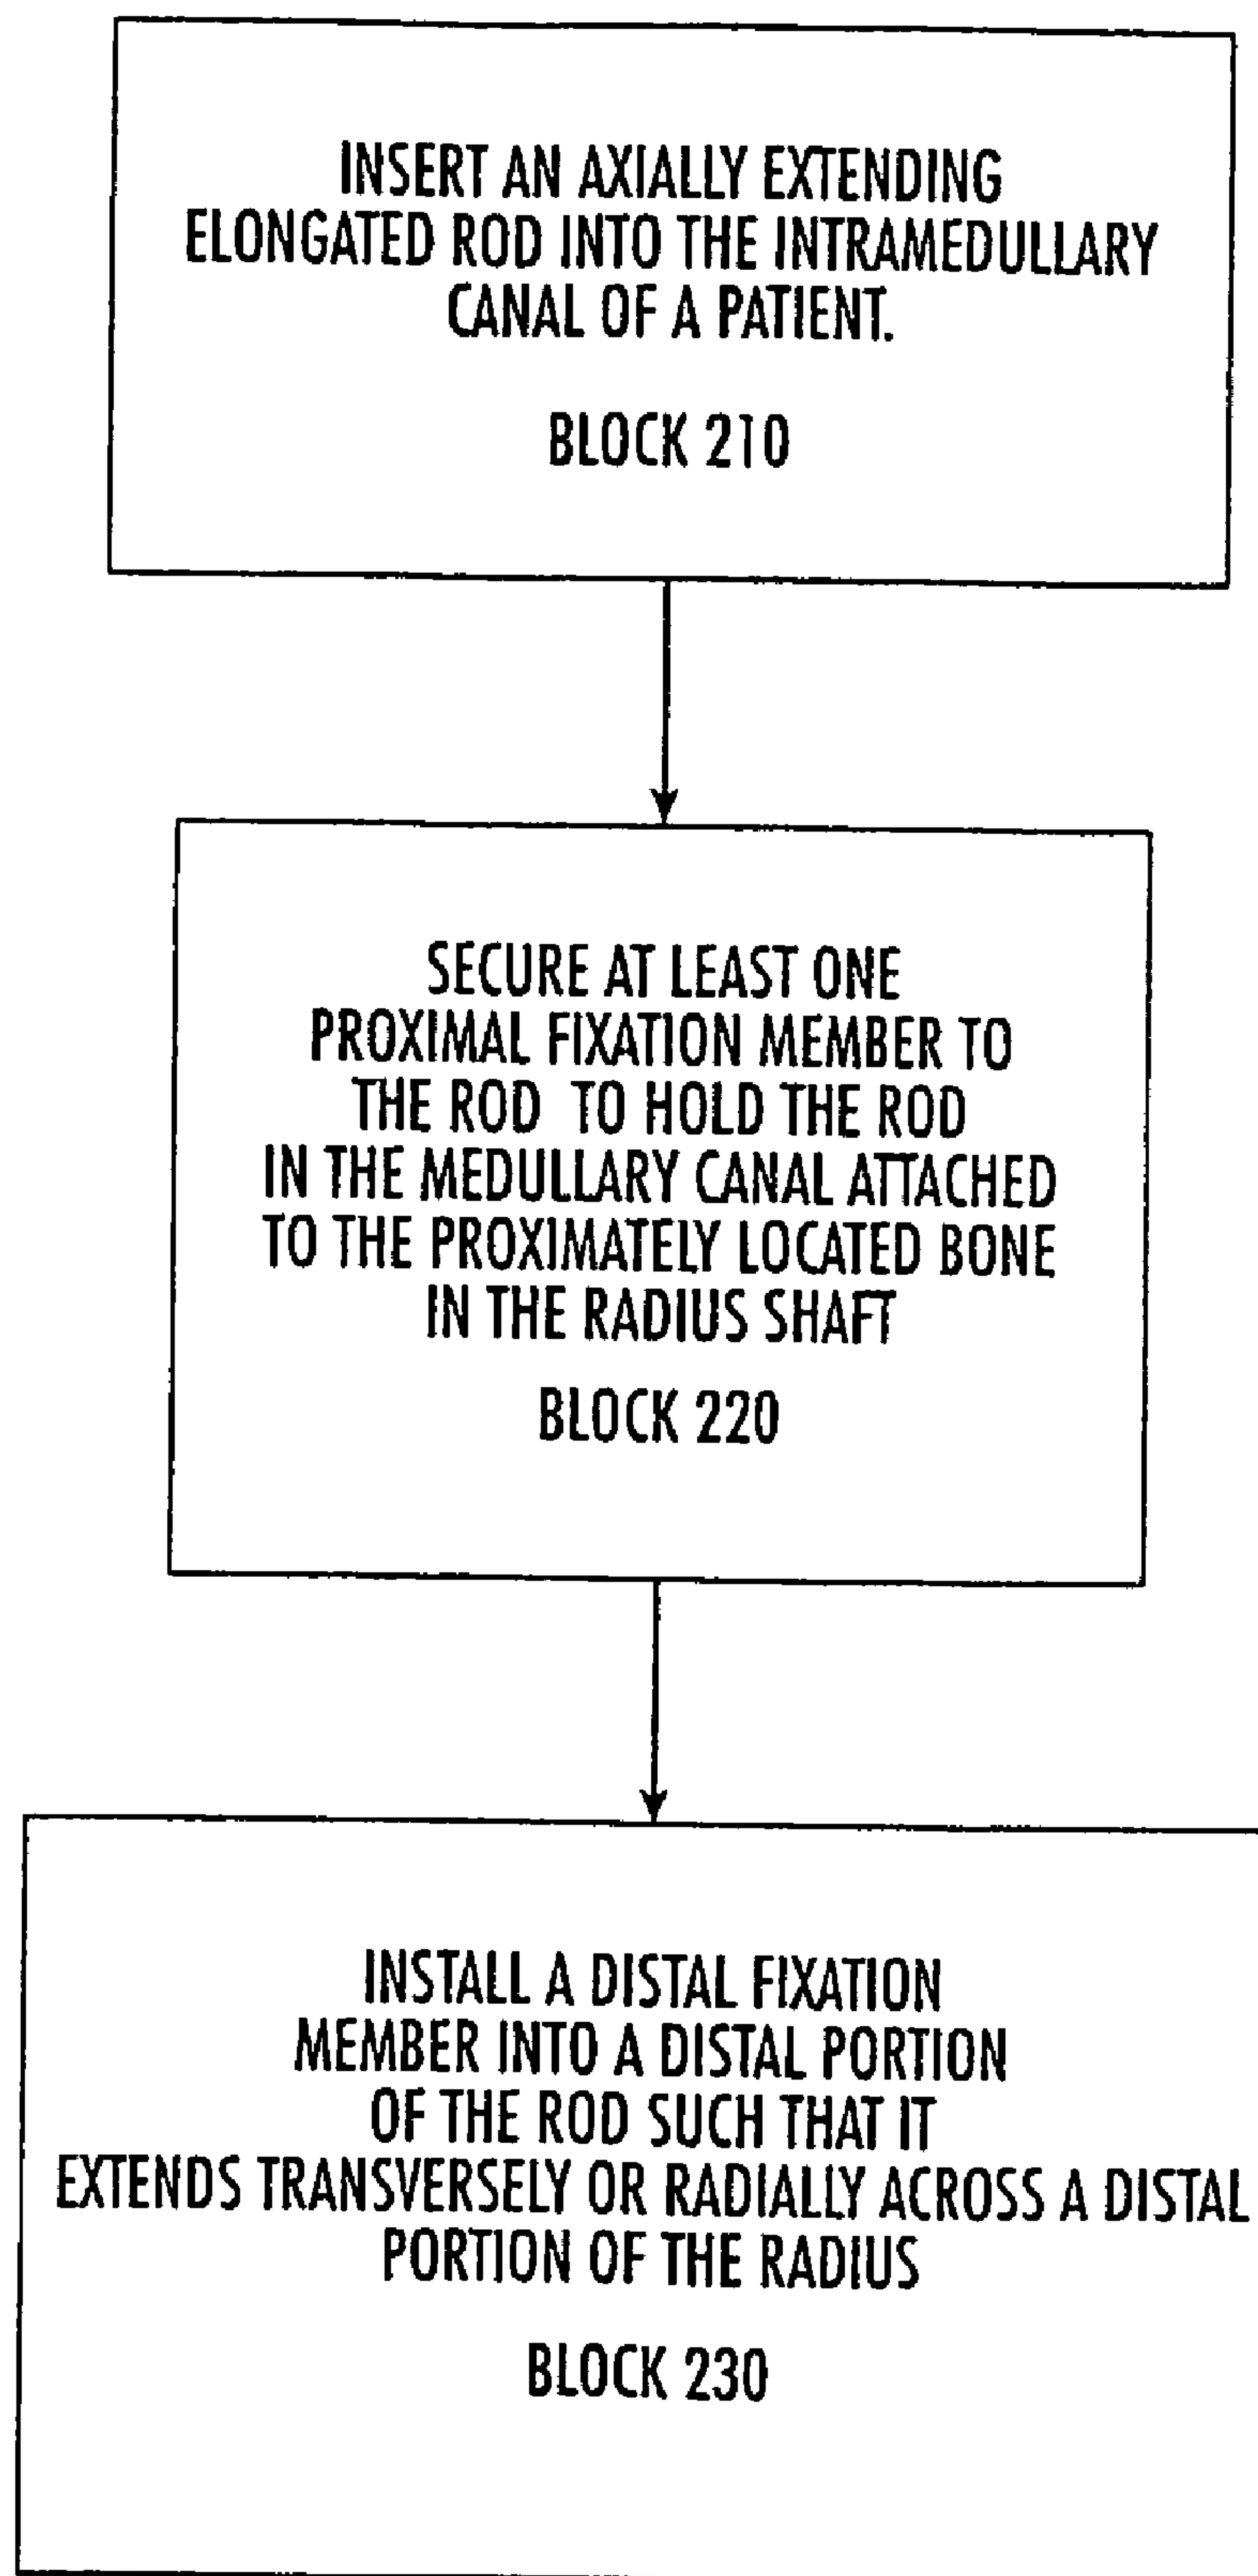 INSERT AN AXIALLY EXTENDING
ELONGATED ROD INTO THE INTRAMEDULLARY
CANAL OF A PATIENT.
BLOCK 210
SECURE AT LEAST ONE
PROXIMAL FIXATION MEMBER TO
THE ROD TO HOLD THE ROD
IN THE MEDULLARY CANAL ATTACHED
TO THE PROXIMATELY LOCATED BONE
IN THE RADIUS SHAFT
BLOCK 220
INSTALL A DISTAL FIXATION
MEMBER INTO A DISTAL PORTION
OF THE ROD SUCH THAT IT
EXTENDS TRANSVERSELY OR RADIALLY ACROSS A DISTAL
PORTION OF THE RADIUS
BLOCK 230